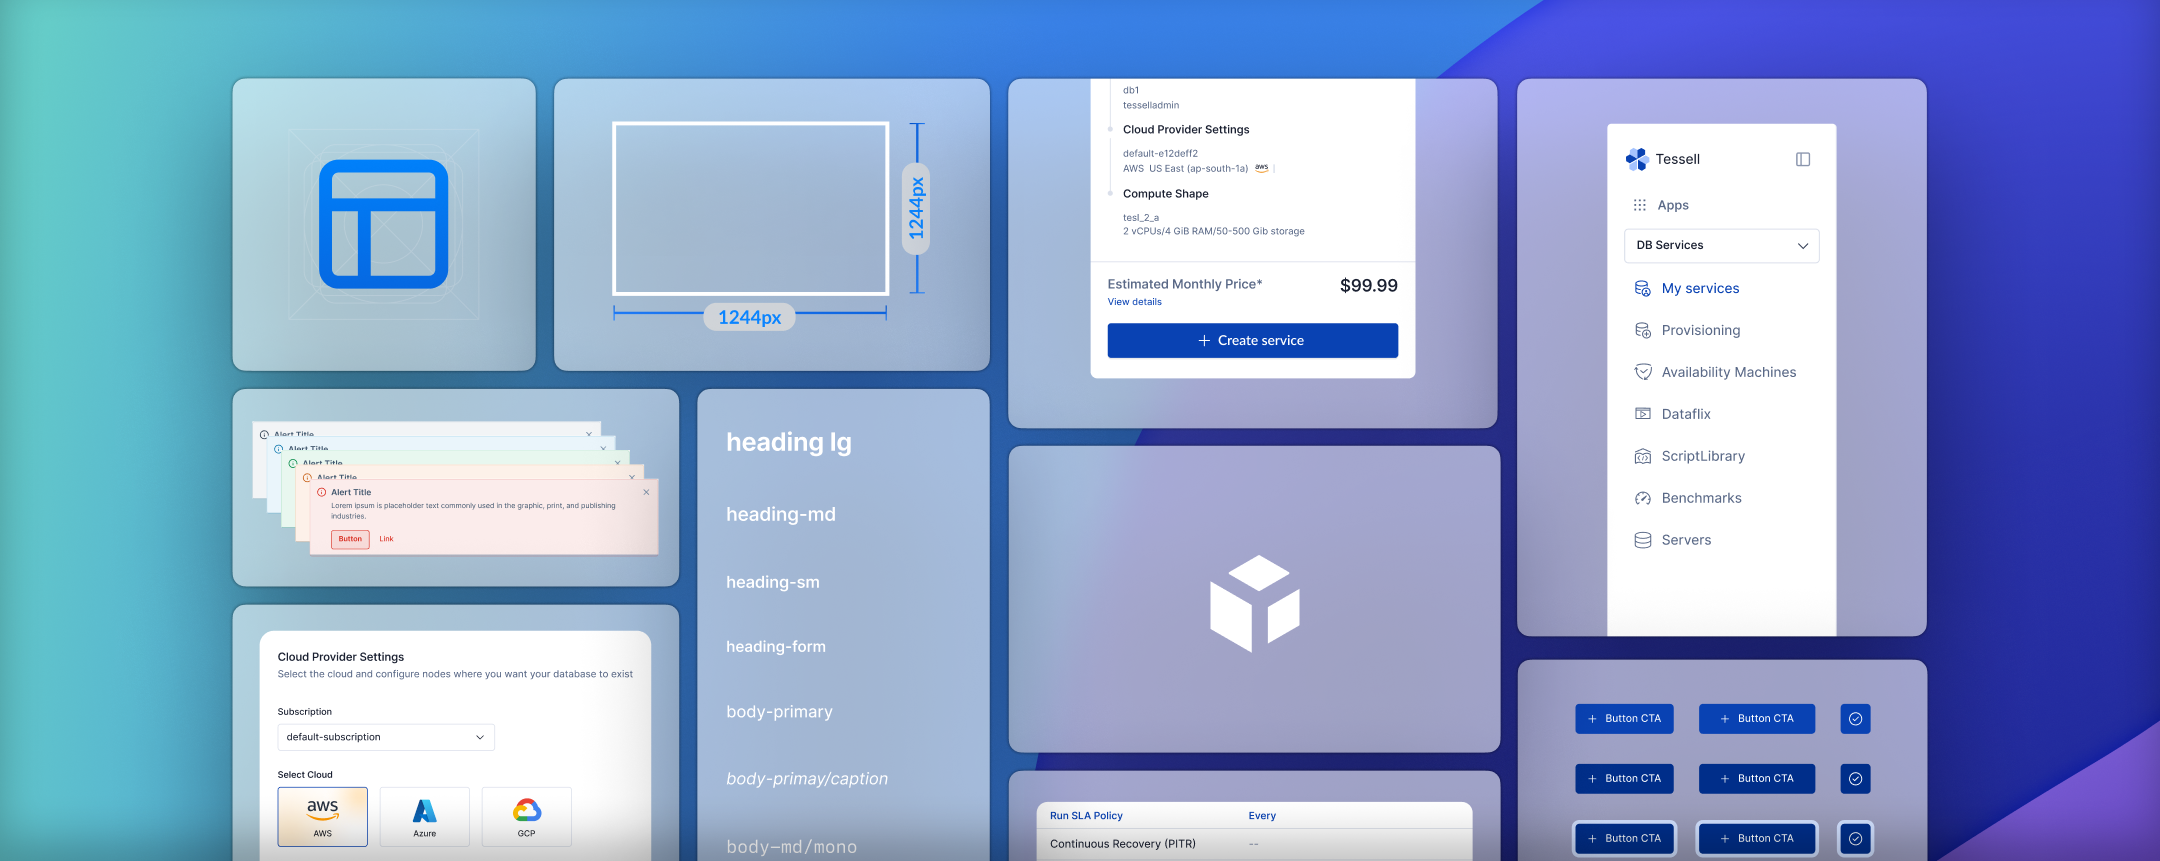 1244px
1244px
db1
tesselladmin
Cloud Provider Settings
default-e12deff2
AWS US East (ap-south-1a) aws
Compute Shape
tesl_2_a
2 vCPUs/4 GiB RAM/50-500 Gib storage
Estimated Monthly Price* $99.99
View details
+ Create service
Tessell
Apps
DB Services
My services
Provisioning
Availability Machines
Dataflix
ScriptLibrary
Benchmarks
Servers
Alert Title
Alert Title
Alert Title
Alert Title
Alert Title
Lorem Ipsum is placeholder text commonly used in the graphic, print, and publishing
industries.
Button Link
heading lg
heading-md
heading-sm
heading-form
body-primary
body-primay/caption
body-md/mono
Cloud Provider Settings
Select the cloud and configure nodes where you want your database to exist
Subscription
default-subscription
Select Cloud
aws
AWS Azure GCP
Run SLA Policy Every
Continuous Recovery (PITR) --
+ Button CTA + Button CTA
+ Button CTA + Button CTA
+ Button CTA + Button CTA